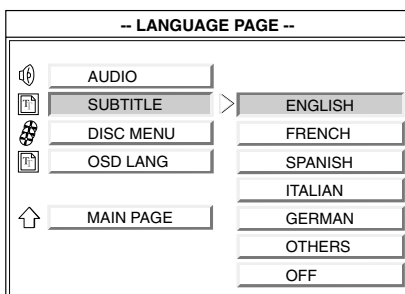 -- LANGUAGE PAGE --
AUDIO
SUBTITLE
DISC MENU
OSD LANG
MAIN PAGE
ENGLISH
FRENCH
SPANISH
ITALIAN
GERMAN
OTHERS
OFF